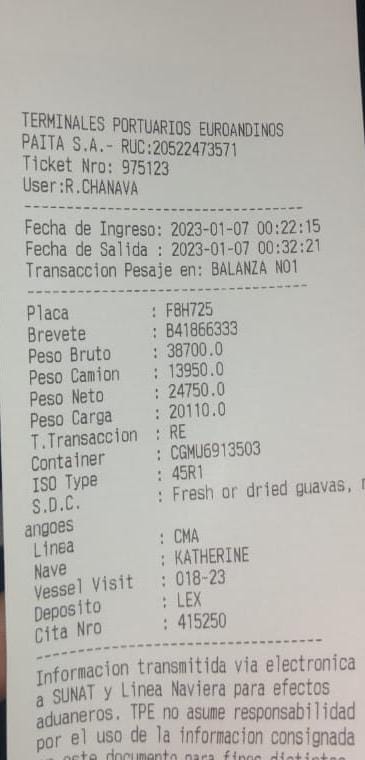 TERMINALES PORTUARIOS EUROANDINOS
PAITA S.A.- RUC:20522473571
Ticket Nro: 975123
User:R.CHANAVA
--------------------------------
Fecha de Ingreso: 2023-01-07 00:22:15
Fecha de Salida : 2023-01-07 00:32:21
Transaccion Pesaje en: BALANZA NO1
--------------------------------
Placa : F8H725
Brevete : B41866333
Peso Bruto : 38700.0
Peso Camion : 13950.0
Peso Neto : 24750.0
Peso Carga : 20110.0
T.Transaccion : RE
Container : CGMU6913503
ISO Type : 45R1
S.D.C. : Fresh or dried guavas, m
angoes
Linea : CMA
Nave : KATHERINE
Vessel Visit : 018-23
Deposito : LEX
Cita Nro : 415250
--------------------------------
Informacion transmitida via electronica
a SUNAT y Linea Naviera para efectos
aduaneros. TPE no asume responsabilidad
por el uso de la informacion consignada
este documento para fines